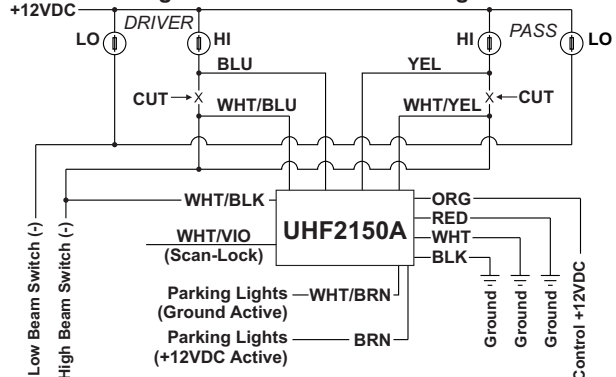 +12VDC
DRIVER
LO
HI
HI
PASS
LO
BLU
YEL
CUT
WHT/BLU
WHT/YEL
CUT
WHT/BLK
ORG
RED
UHF2150A
WHT/VIO
(Scan-Lock)
WHT
BLK
Parking Lights
(Ground Active)
WHT/BRN
Parking Lights
(+12VDC Active)
BRN
Low Beam Switch (-)
High Beam Switch (-)
Ground
Ground
Ground
Control +12VDC